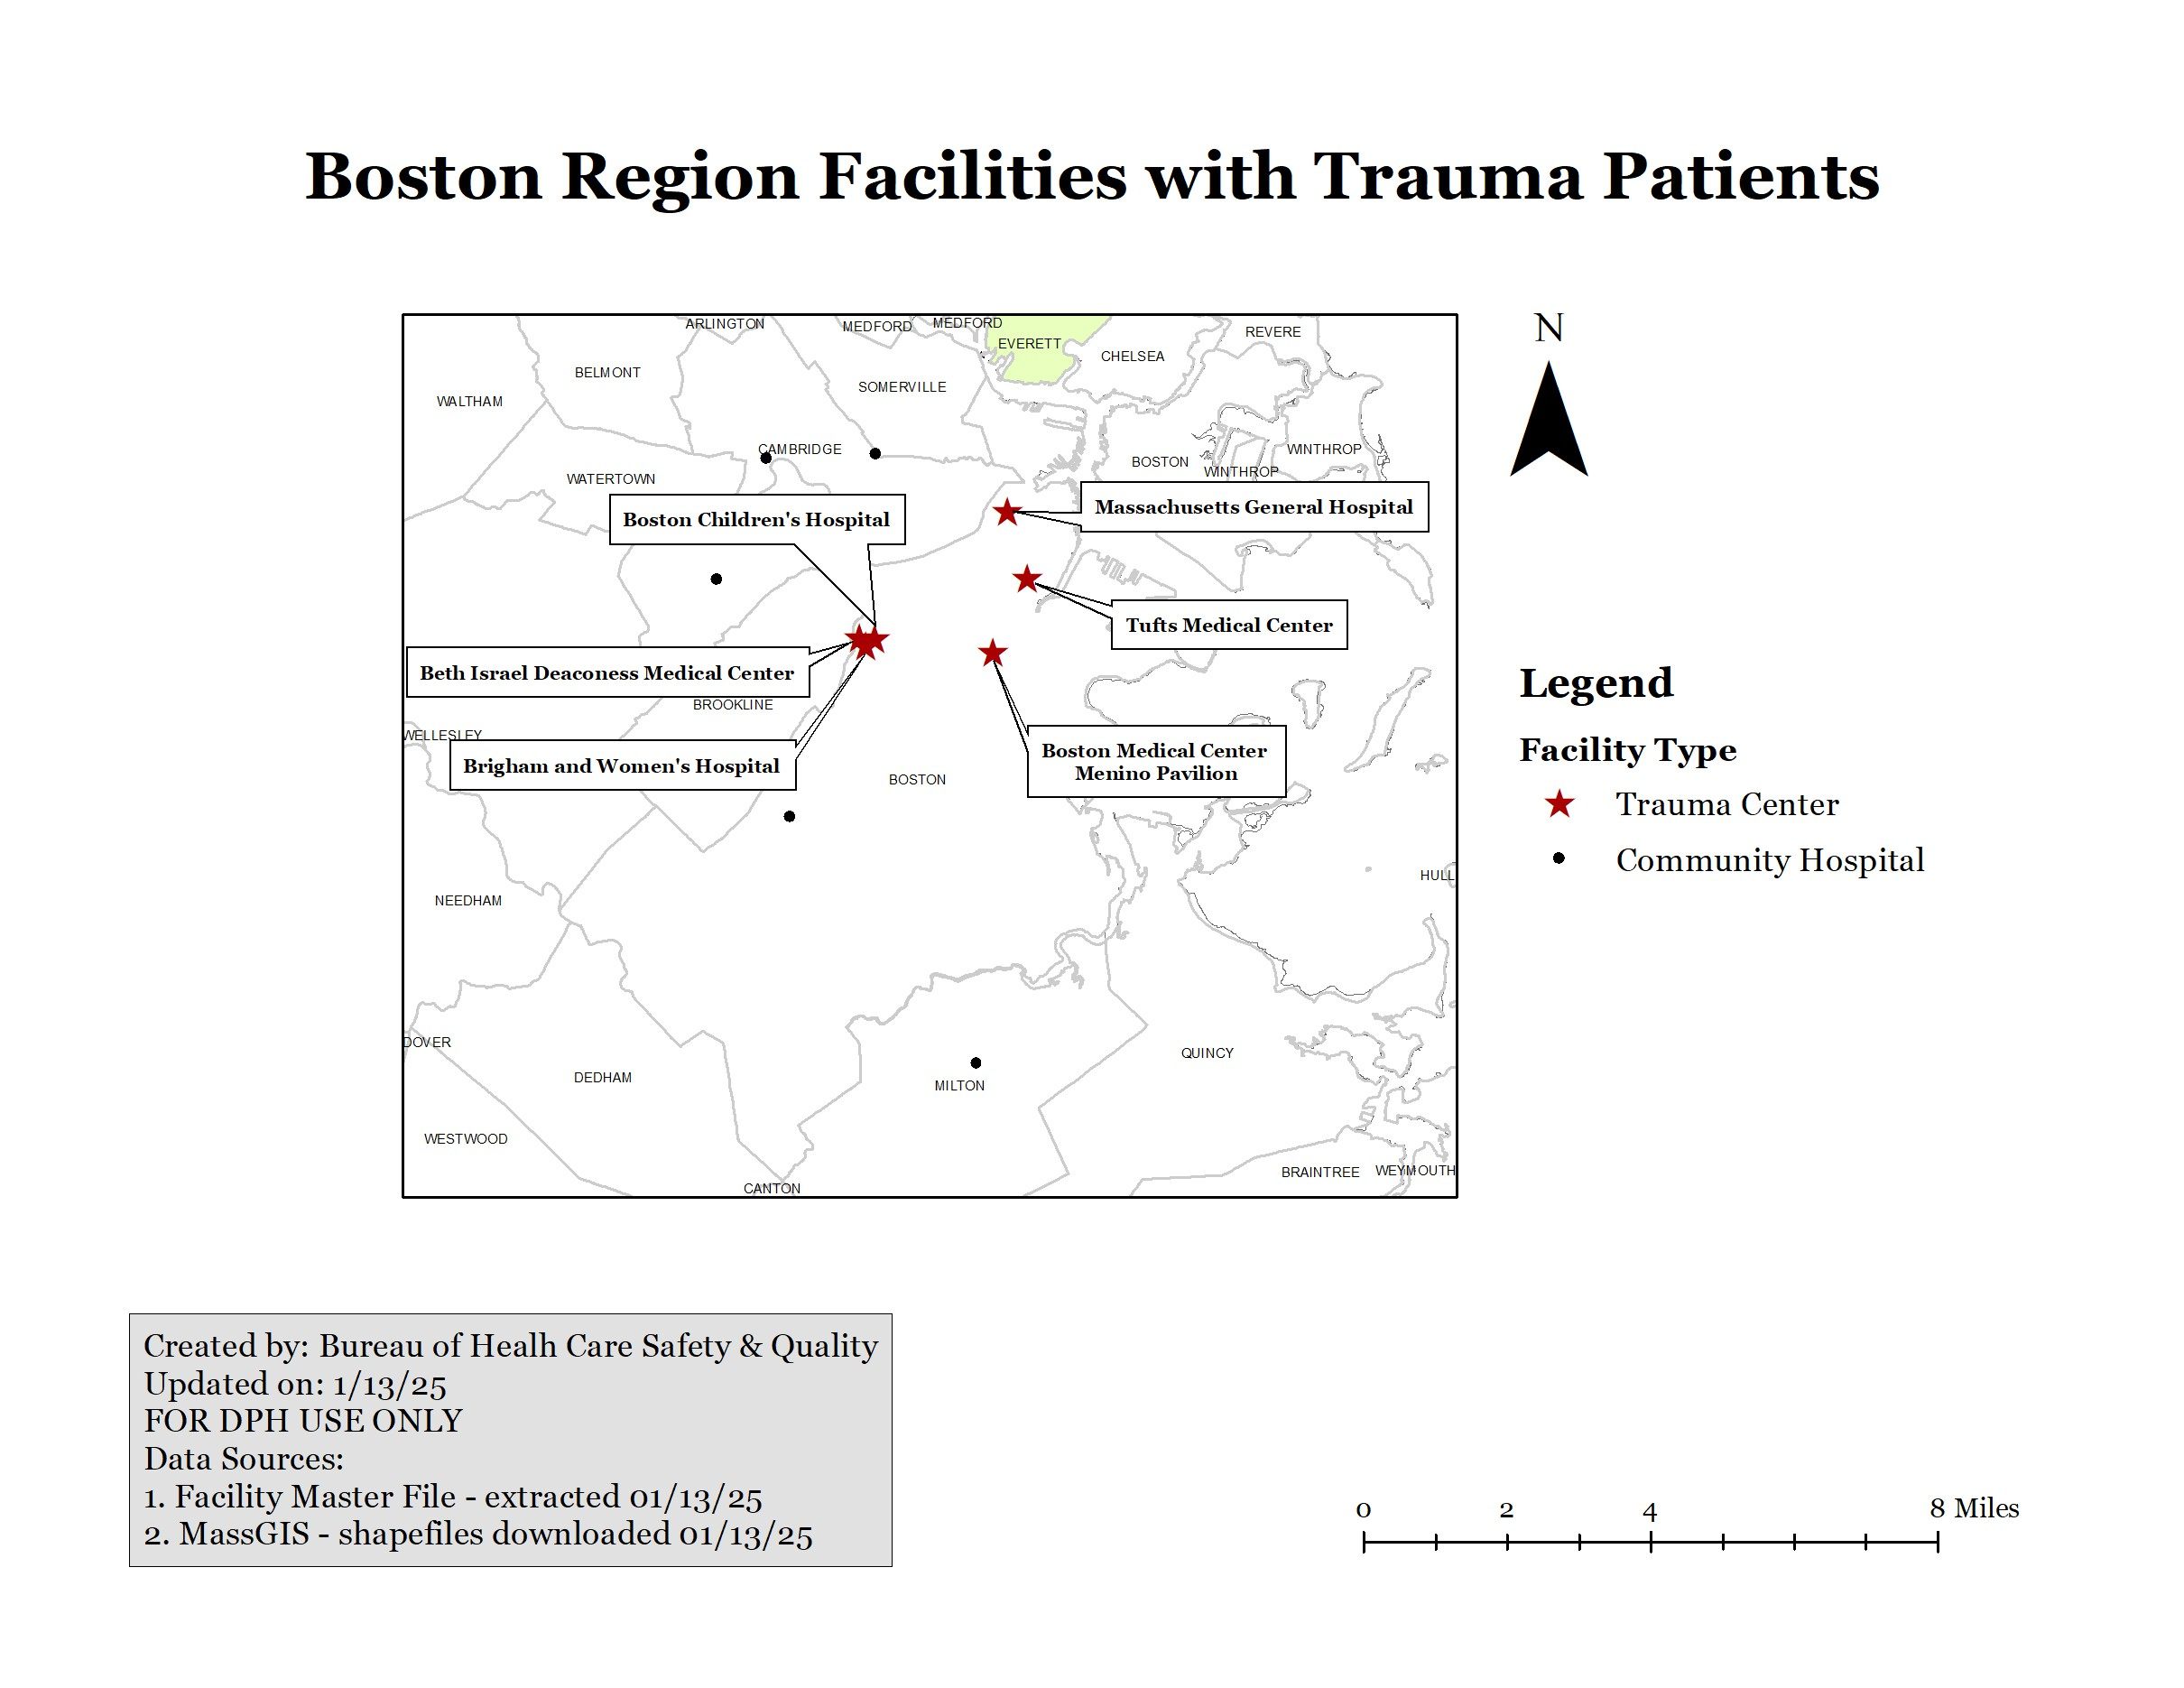 Boston Region Facilities with Trauma Patients
ARLINGTON
MEDFORD
MEDFORD
REVERE
EVERETT
CHELSEA
BELMONT
SOMERVILLE
WALTHAM
CAMBRIDGE
WINTHROP
BOSTON
WINTHROP
WATERTOWN
Boston Children's Hospital
Massachusetts General Hospital
Tufts Medical Center
Beth Israel Deaconess Medical Center
BROOKLINE
WELLESLEY
Brigham and Women's Hospital
Boston Medical Center
Menino Pavilion
BOSTON
HULL
NEEDHAM
DOVER
QUINCY
DEDHAM
MILTON
WESTWOOD
BRAINTREE
WEYMOUTH
CANTON
N
Legend
Facility Type
Trauma Center
Community Hospital
Created by: Bureau of Healh Care Safety & Quality
Updated on: 1/13/25
FOR DPH USE ONLY
Data Sources:
1. Facility Master File - extracted 01/13/25
2. MassGIS - shapefiles downloaded 01/13/25
0 2 4 8 Miles